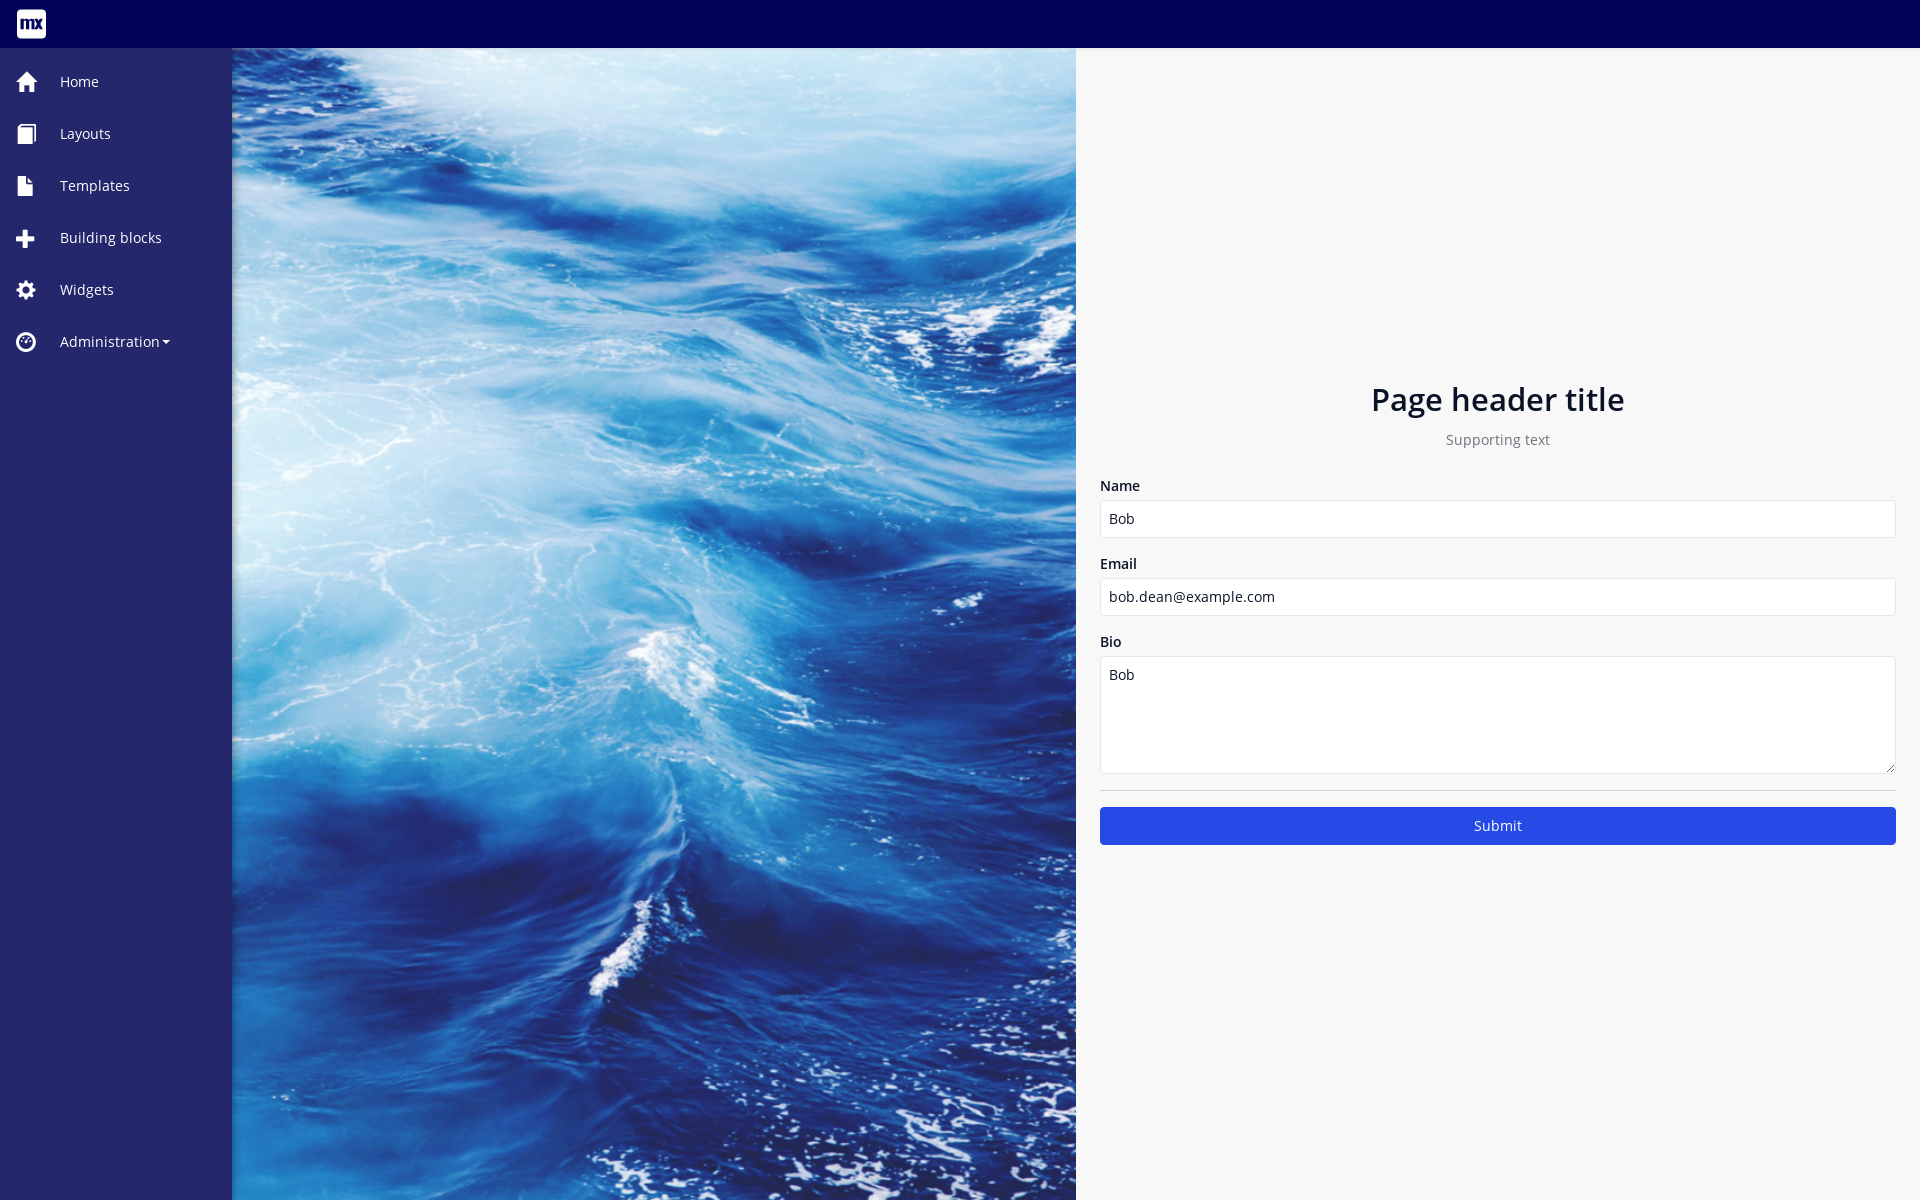 mx
Home
Layouts
Templates
Building blocks
Widgets
Administration
Page header title
Supporting text
Name
Bob
Email
bob.dean@example.com
Bio
Bob
Submit